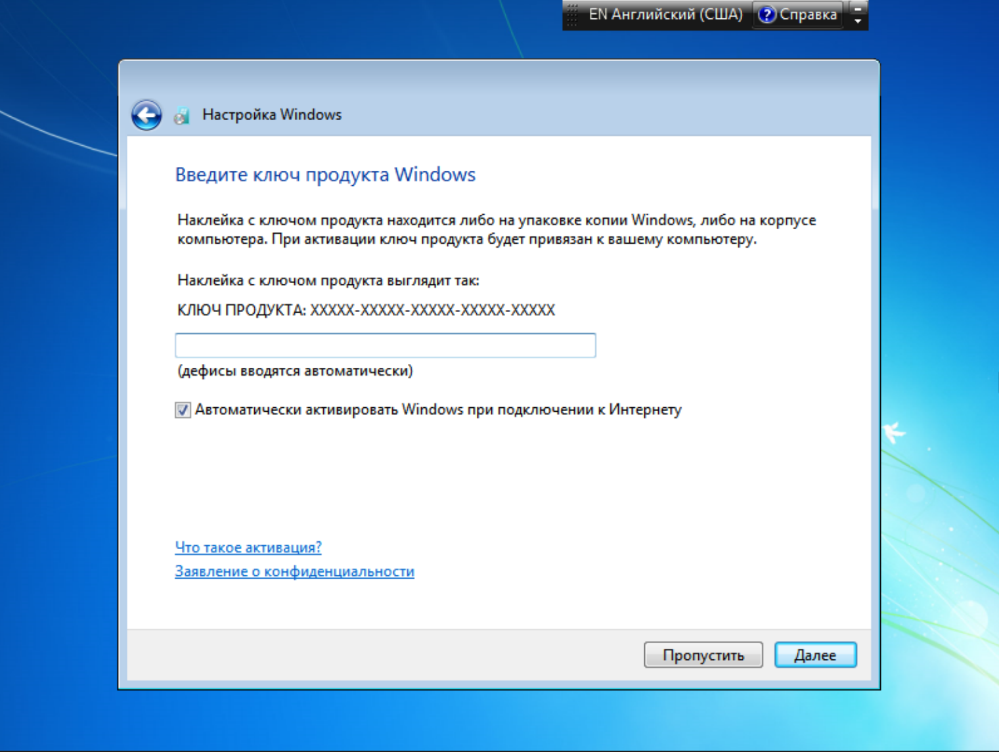 EN Английский (США) ? Справка
Настройка Windows
Введите ключ продукта Windows
Наклейка с ключом продукта находится либо на упаковке копии Windows, либо на корпусе
компьютера. При активации ключ продукта будет привязан к вашему компьютеру.
Наклейка с ключом продукта выглядит так:
КЛЮЧ ПРОДУКТА: XXXXX-XXXXX-XXXXX-XXXXX-XXXXX
(дефисы вводятся автоматически)
Автоматически активировать Windows при подключении к Интернету
Что такое активация?
Заявление о конфиденциальности
Пропустить Далее